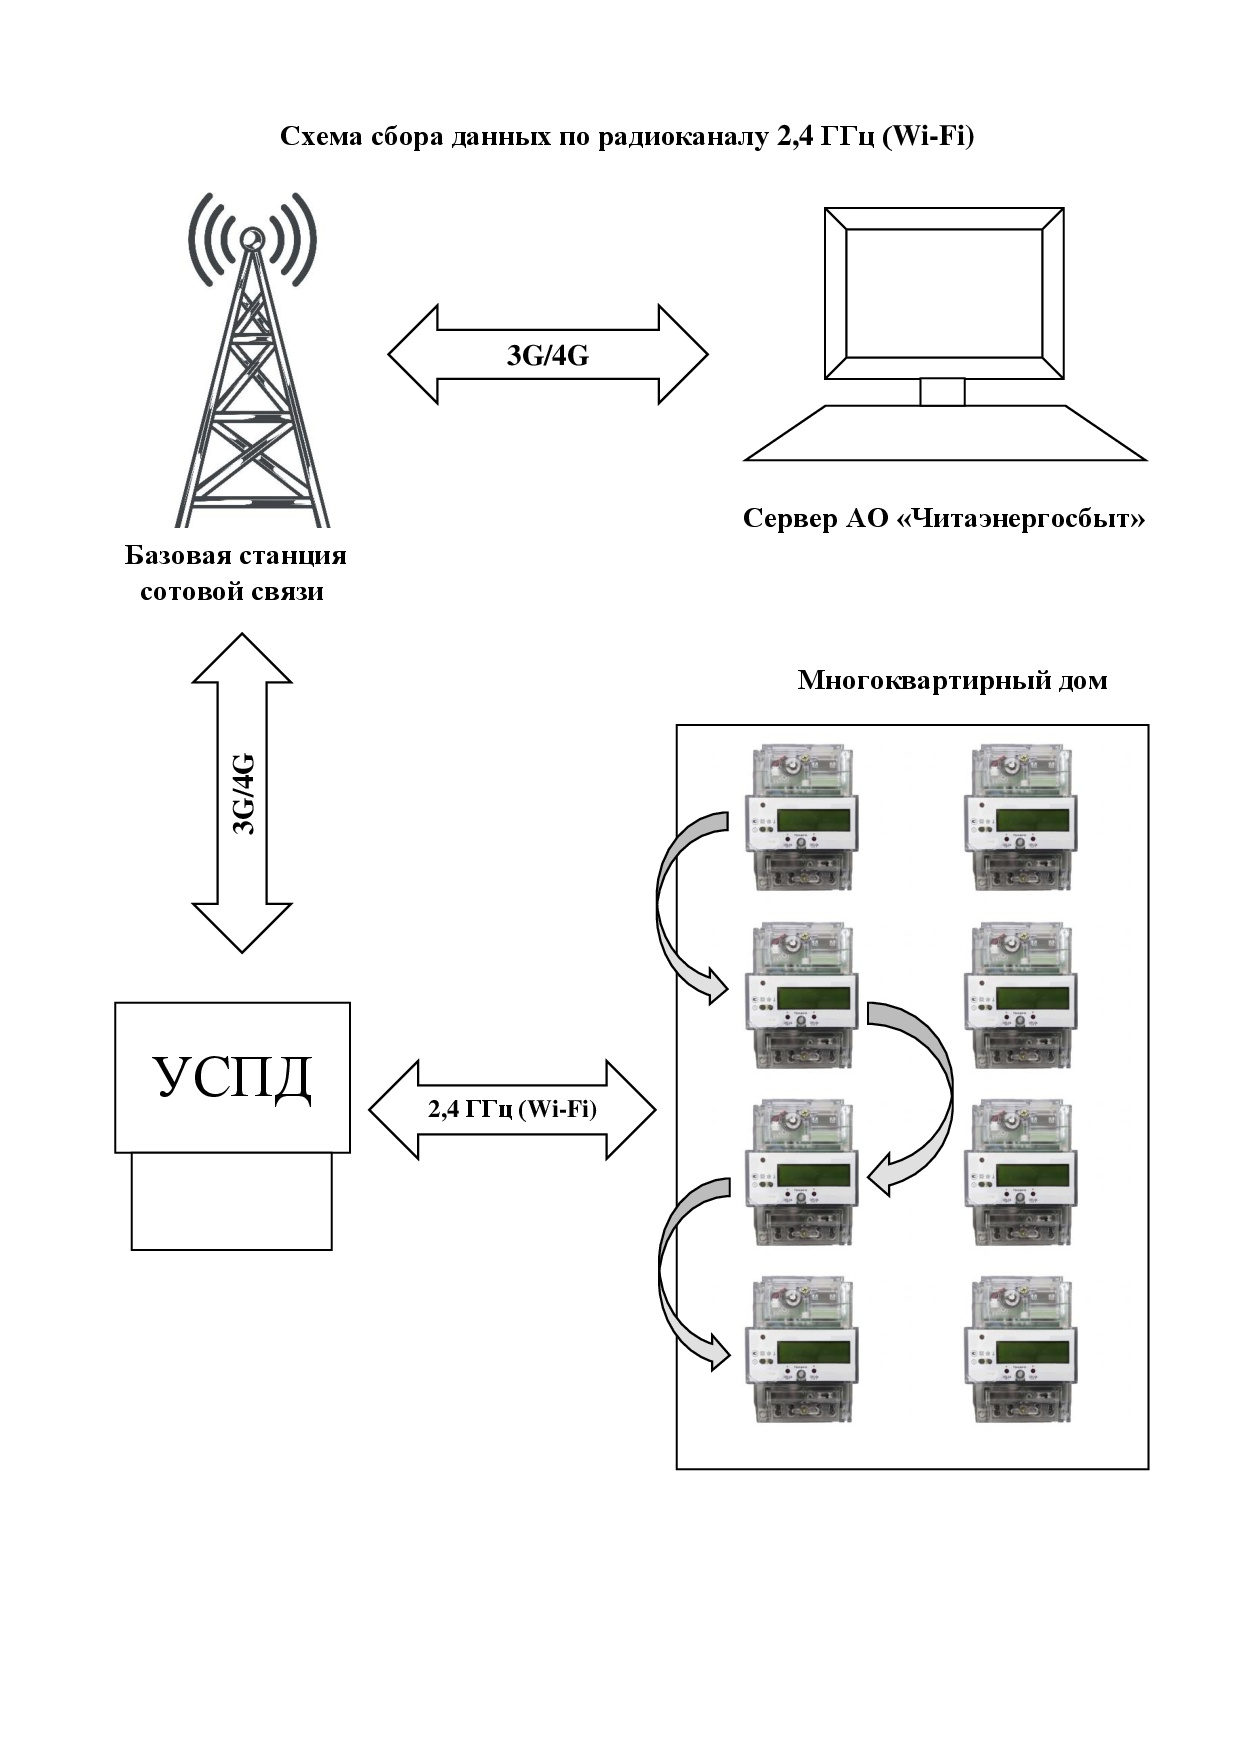 Схема сбора данных по радиоканалу 2,4 ГГц (Wi-Fi)
3G/4G
Сервер АО «Читаэнергосбыт»
Базовая станция
сотовой связи
3G/4G
Многоквартирный дом
УСПД
2,4 ГГц (Wi-Fi)